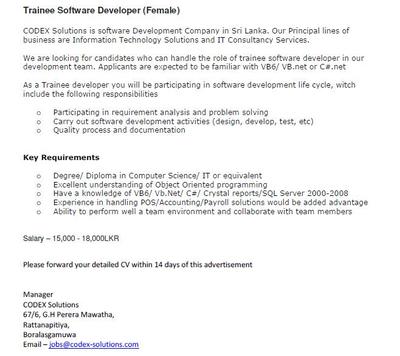 Trainee Software Developer (Female)
CODEX Solutions is software Development Company in Sri Lanka. Our Principal lines of
business are Information Technology Solutions and IT Consultancy Services.
We are looking for candidates who can handle the role of trainee software developer in our
development team. Applicants are expected to be familiar with VB6/ VB.net or C#.net
As a Trainee developer you will be participating in software development life cycle, witch
include the following responsibilities
o Participating in requirement analysis and problem solving
o Carry out software development activities (design, develop, test, etc)
o Quality process and documentation
Key Requirements
o Degree/ Diploma in Computer Science/ IT or equivalent
o Excellent understanding of Object Oriented programming
o Have a knowledge of VB6/ Vb.Net/ C#/ Crystal reports/SQL Server 2000-2008
o Experience in handling POS/Accounting/Payroll solutions would be added advantage
o Ability to perform well a team environment and collaborate with team members
Salary – 15,000 - 18,000LKR
Please forward your detailed CV within 14 days of this advertisement
Manager
CODEX Solutions
67/6, G.H Perera Mawatha,
Rattanapitiya,
Boralasgamuwa
Email – jobs@codex-solutions.com